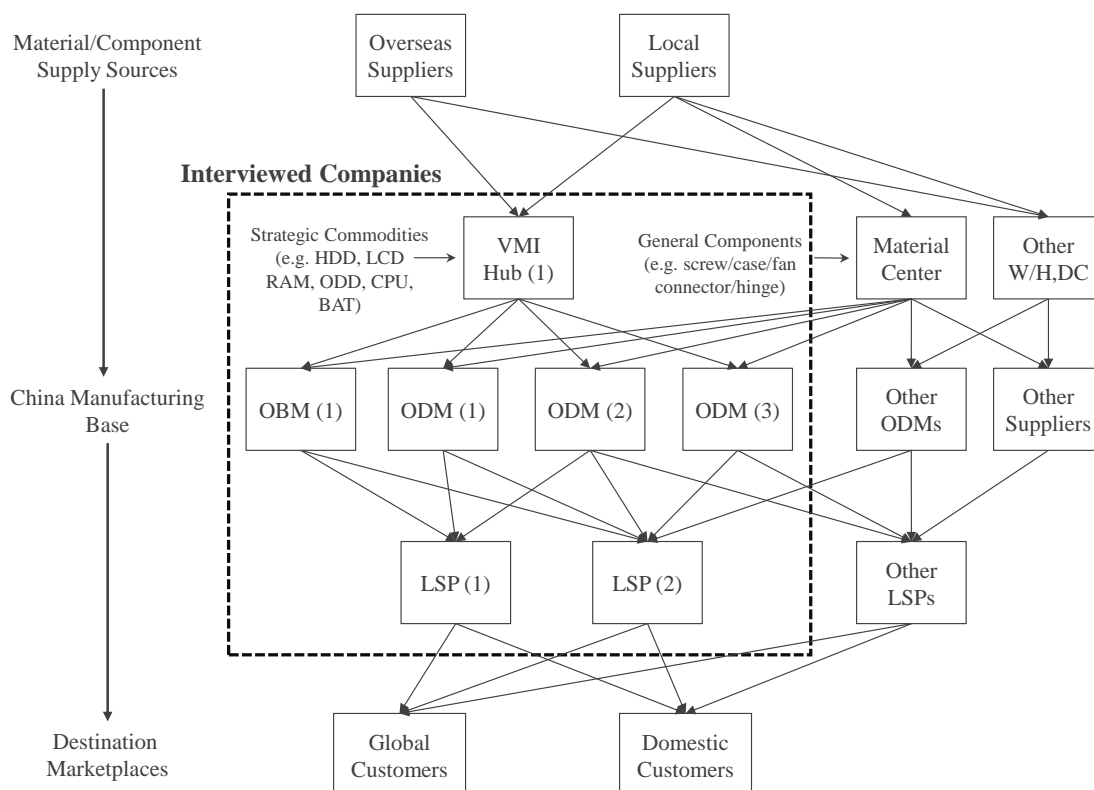 Material/Component
Supply Sources
Overseas
Suppliers
Local
Suppliers
Interviewed Companies
Strategic Commodities
(e.g. HDD, LCD
RAM, ODD, CPU,
BAT)
VMI
Hub (1)
General Components
(e.g. screw/case/fan
connector/hinge)
Material
Center
Other
W/H,DC
China Manufacturing
Base
OBM (1)
ODM (1)
ODM (2)
ODM (3)
Other
ODMs
Other
Suppliers
LSP (1)
LSP (2)
Other
LSPs
Destination
Marketplaces
Global
Customers
Domestic
Customers